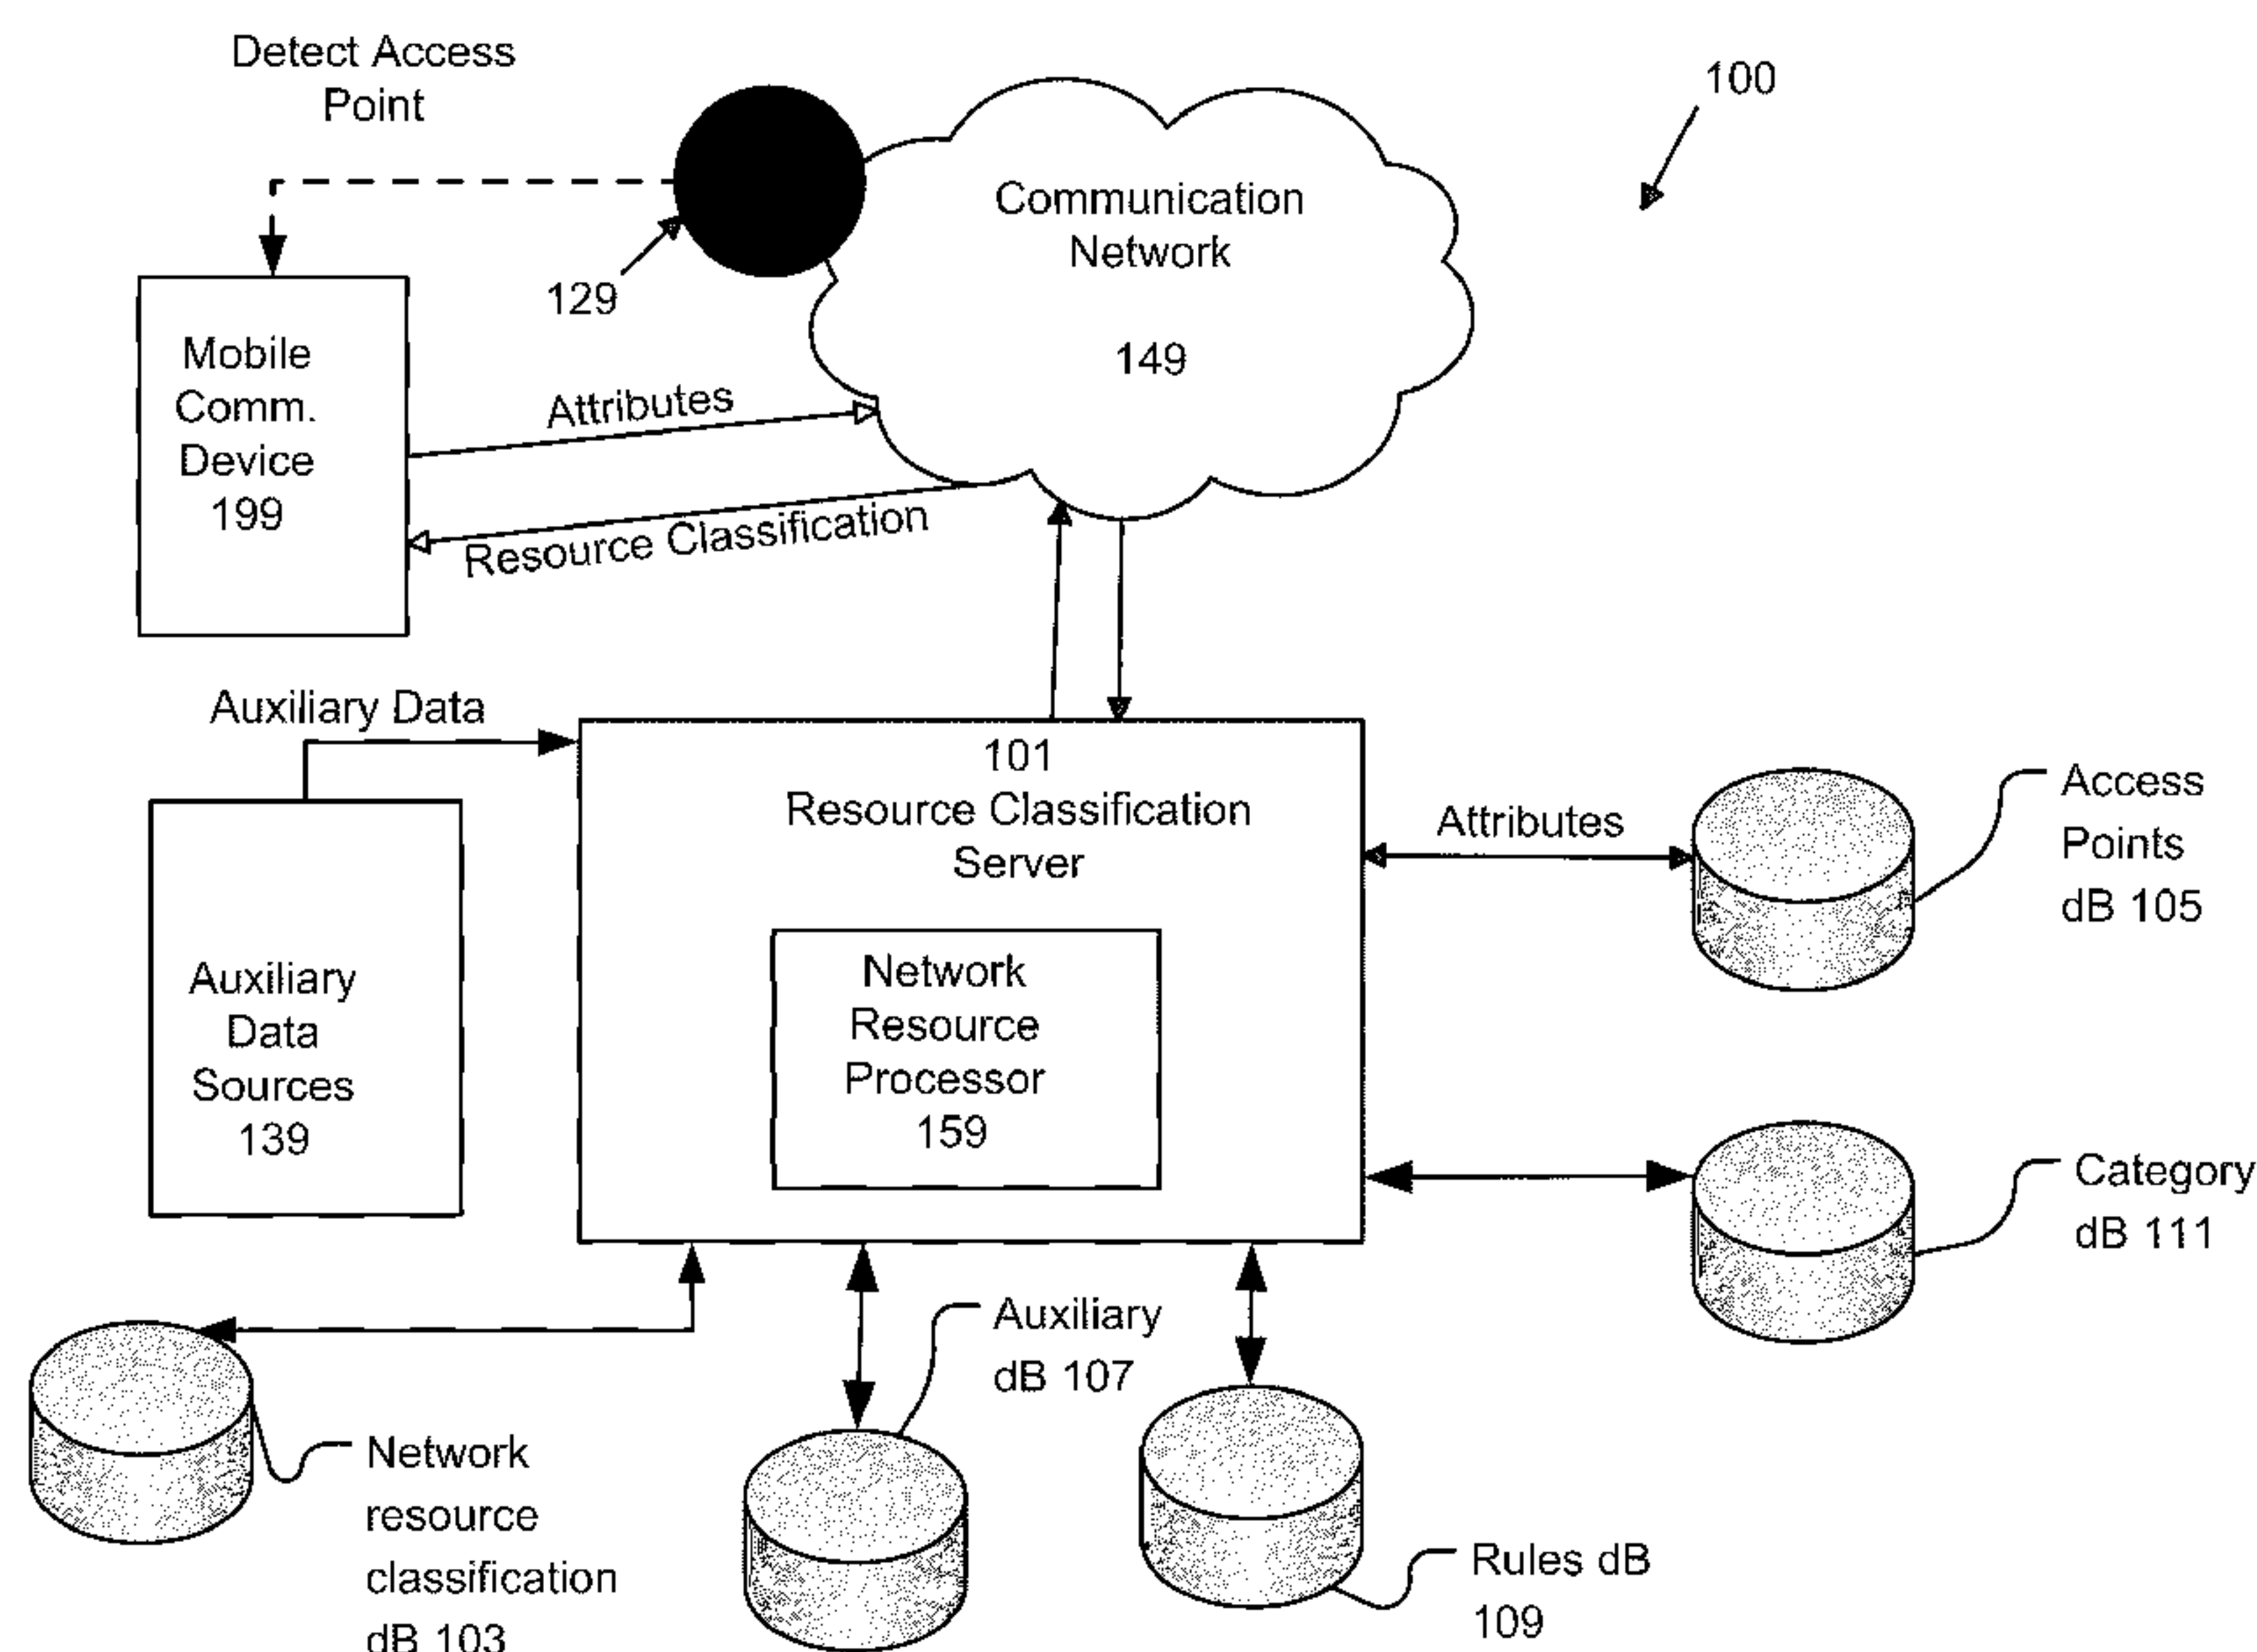 Detect Access
Point
100
Communication
Network
149
129
Mobile
Comm.
Device
199
Attributes
Resource Classification
Auxiliary Data
101
Resource Classification
Server
Attributes
Access
Points
dB 105
Network
Resource
Processor
159
Auxiliary
Data
Sources
139
Category
dB 111
Auxiliary
dB 107
Network
resource
classification
dB 103
Rules dB
109